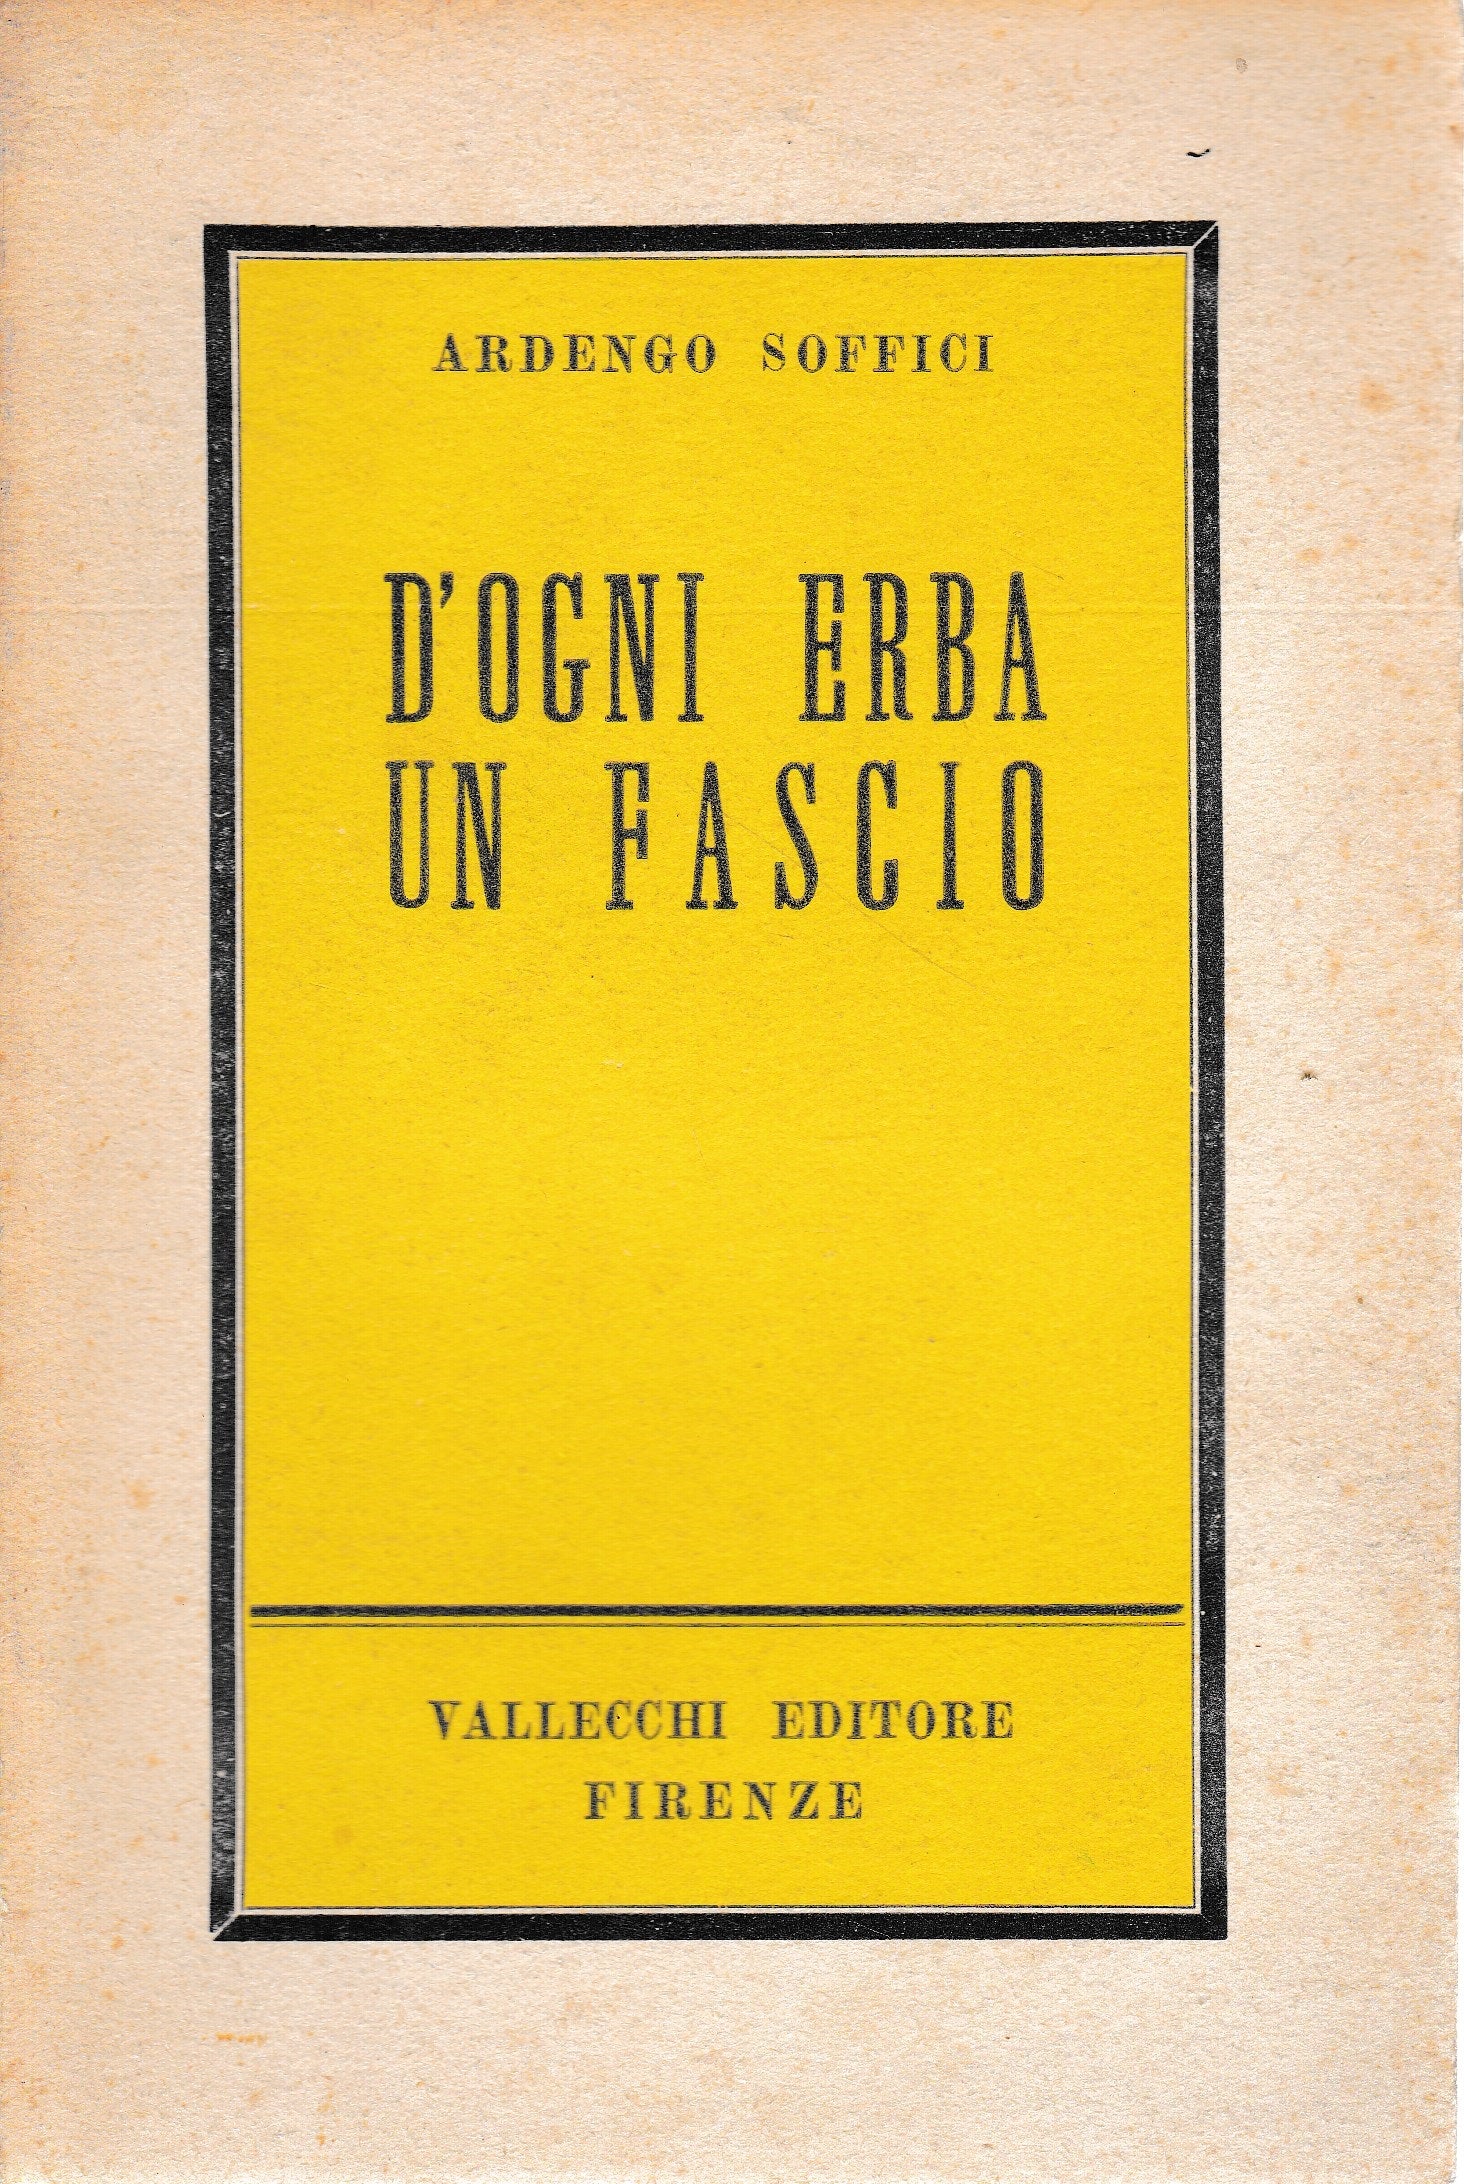 ARDENGO SOFFICI
D'OGNI ERBA
UN FASCIO
VALLECCHI EDITORE
FIRENZE